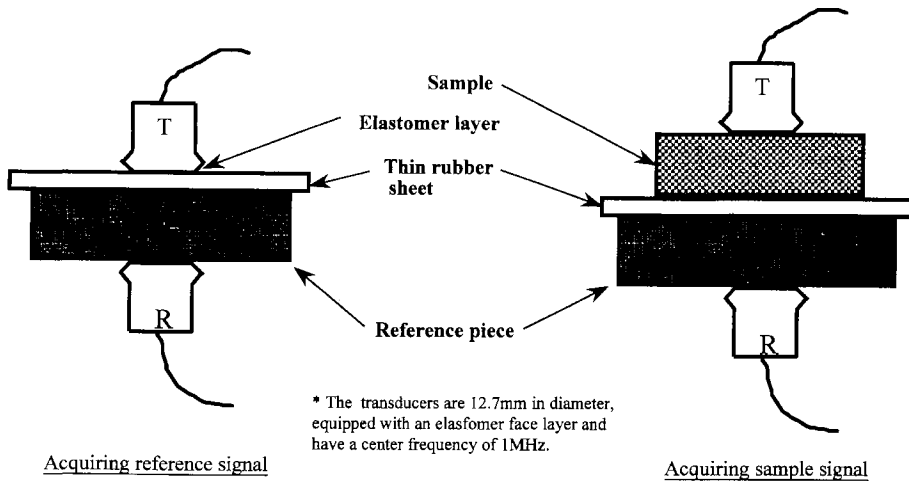 T
Elastomer layer
Sample
Thin rubber
sheet
T
R
Reference piece
R
* The transducers are 12.7mm in diameter,
equipped with an elasfomer face layer and
have a center frequency of 1MHz.
Acquiring reference signal
Acquiring sample signal